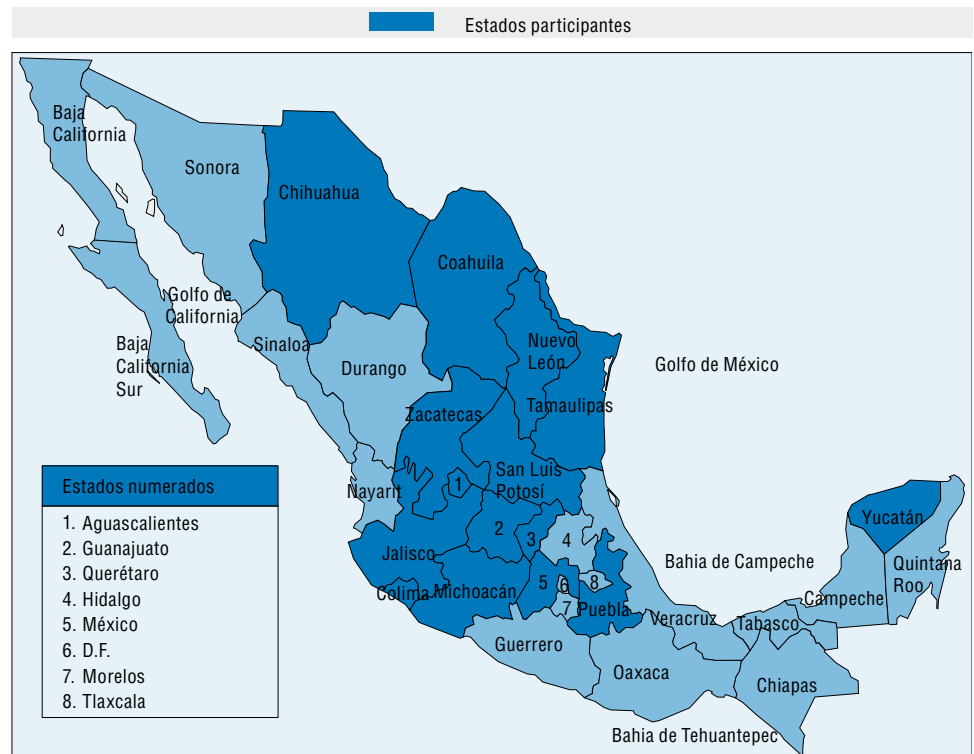 Estados participantes
Baja
California
Sonora
Chihuahua
Coahuila
Golfo de
California
Baja
California
Sur
Sinaloa
Durango
Nuevo
León
Golfo de México
Zacatecas
Tamaulipas
Nayarit
1
San Luis
Potosí
2
3
4
Jalisco
Colima
Michoacán
5
6
7
8
Puebla
Guerrero
Bahia de Campeche
Veracruz
Tabasco
Campeche
Yucatán
Quintana
Roo
Oaxaca
Chiapas
Bahia de Tehuantepec
Estados numerados
1. Aguascalientes
2. Guanajuato
3. Querétaro
4. Hidalgo
5. México
6. D.F.
7. Morelos
8. Tlaxcala